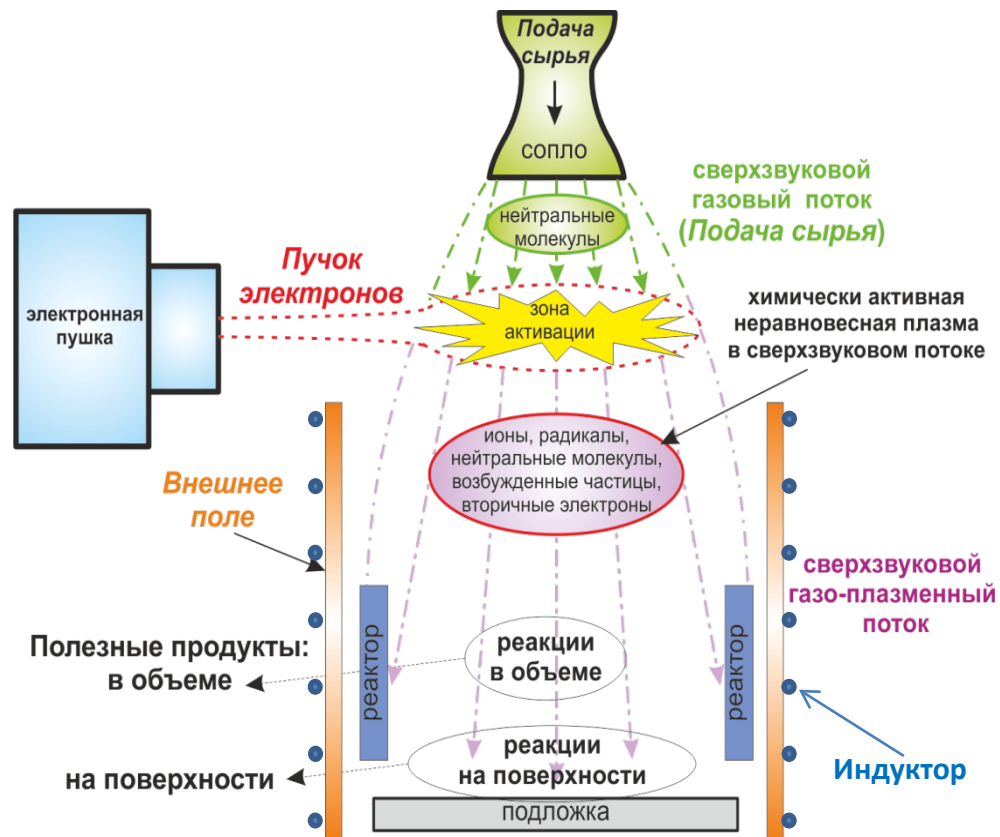 Подача
сырья
сопло
сверхзвуковой
газовый поток
(Подача сырья)
нейтральные
молекулы
Пучок
электронов
электронная
пушка
зона
активации
химически активная
неравновесная плазма
в сверхзвуковом потоке
ионы, радикалы,
нейтральные молекулы,
возбужденные частицы,
вторичные электроны
Внешнее
поле
сверхзвуковой
газо-плазменный
поток
реактор
реактор
Полезные продукты:
в объеме
реакции
в объеме
на поверхности
реакции
на поверхности
Индуктор
подложка